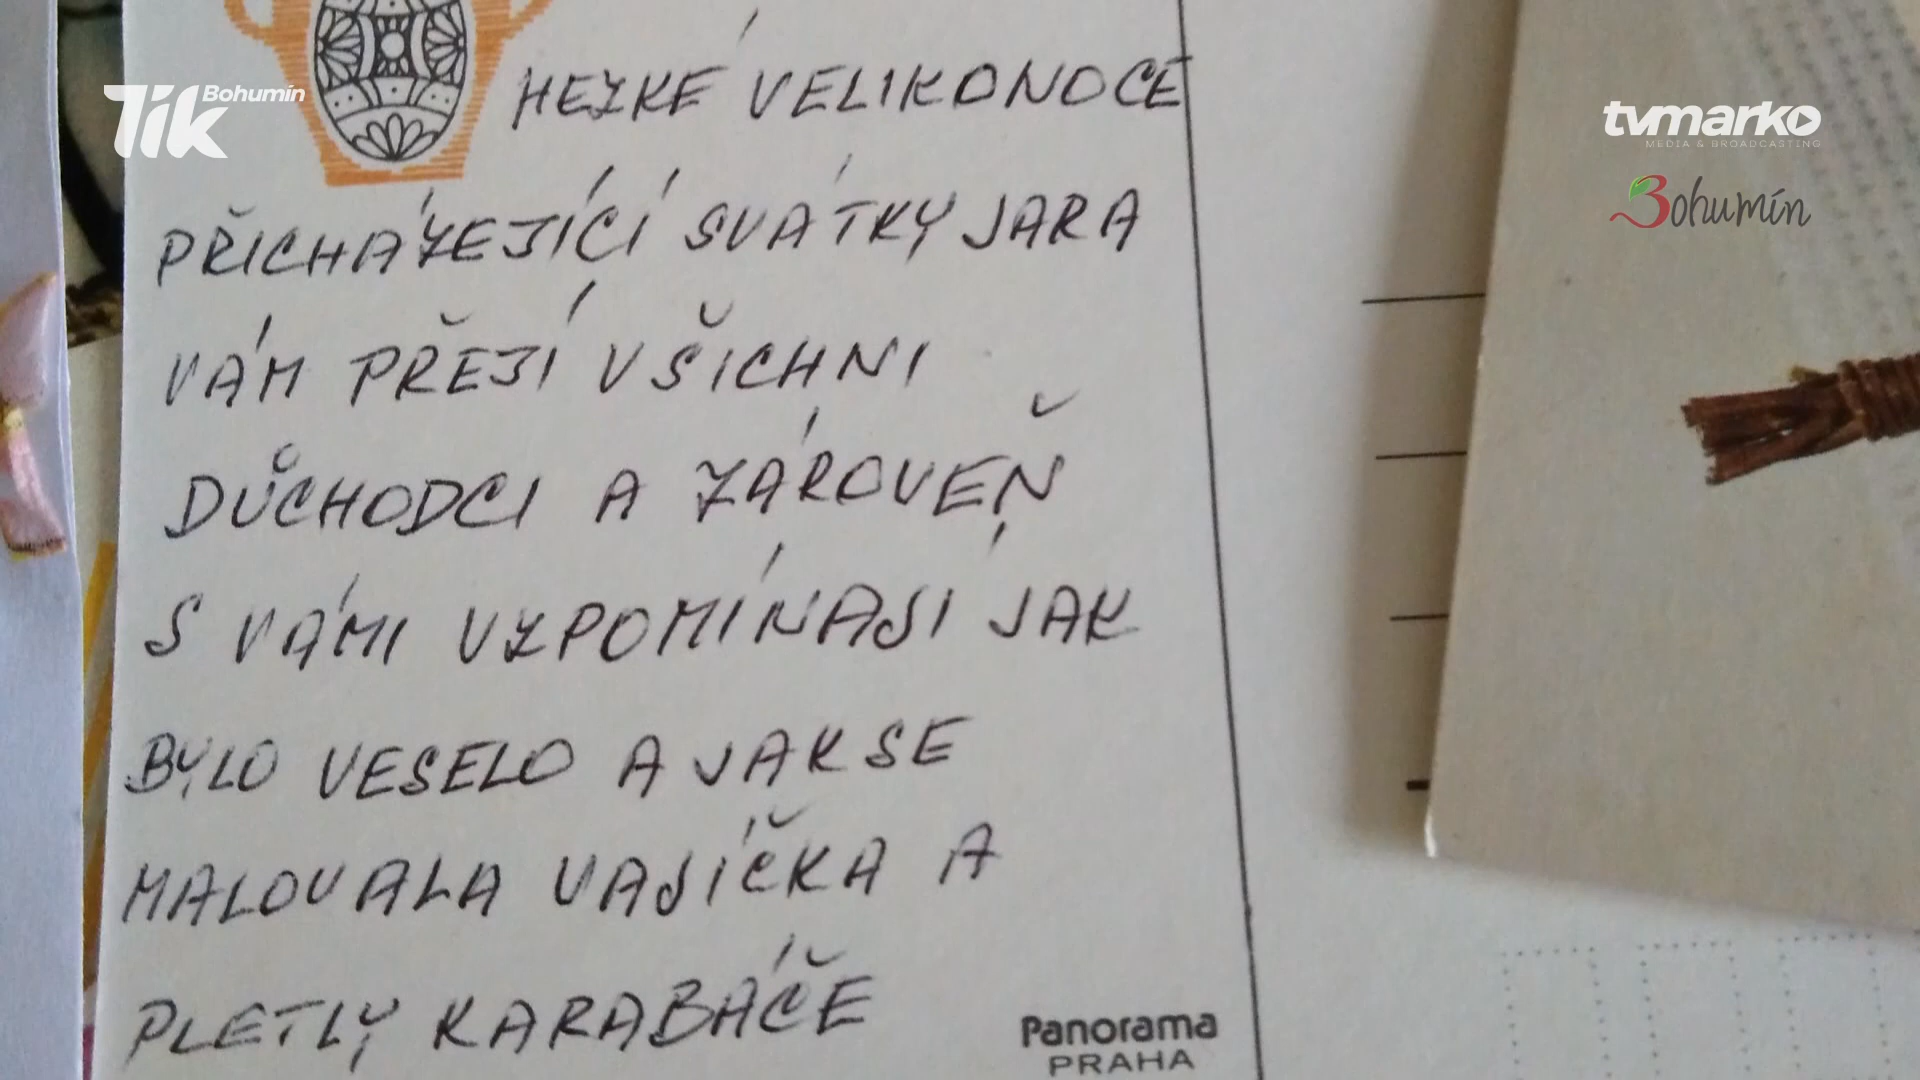 HEZKÉ VELIKONOCE
PŘICHÁZEJÍCÍ SVÁTKY JARA
VÁM PŘEJÍ VŠICHNI
DŮCHODCI A ZÁROVEŇ
S VÁMI VZPOMÍNAJÍ JAK
BYLO VESELO A JAK SE
MALOVALA VAJÍČKA A
PLETLY KARABÁČE
Panorama
PRAHA
Tik Bohumín
tvmarko
MEDIA & BROADCASTING
Bohumín